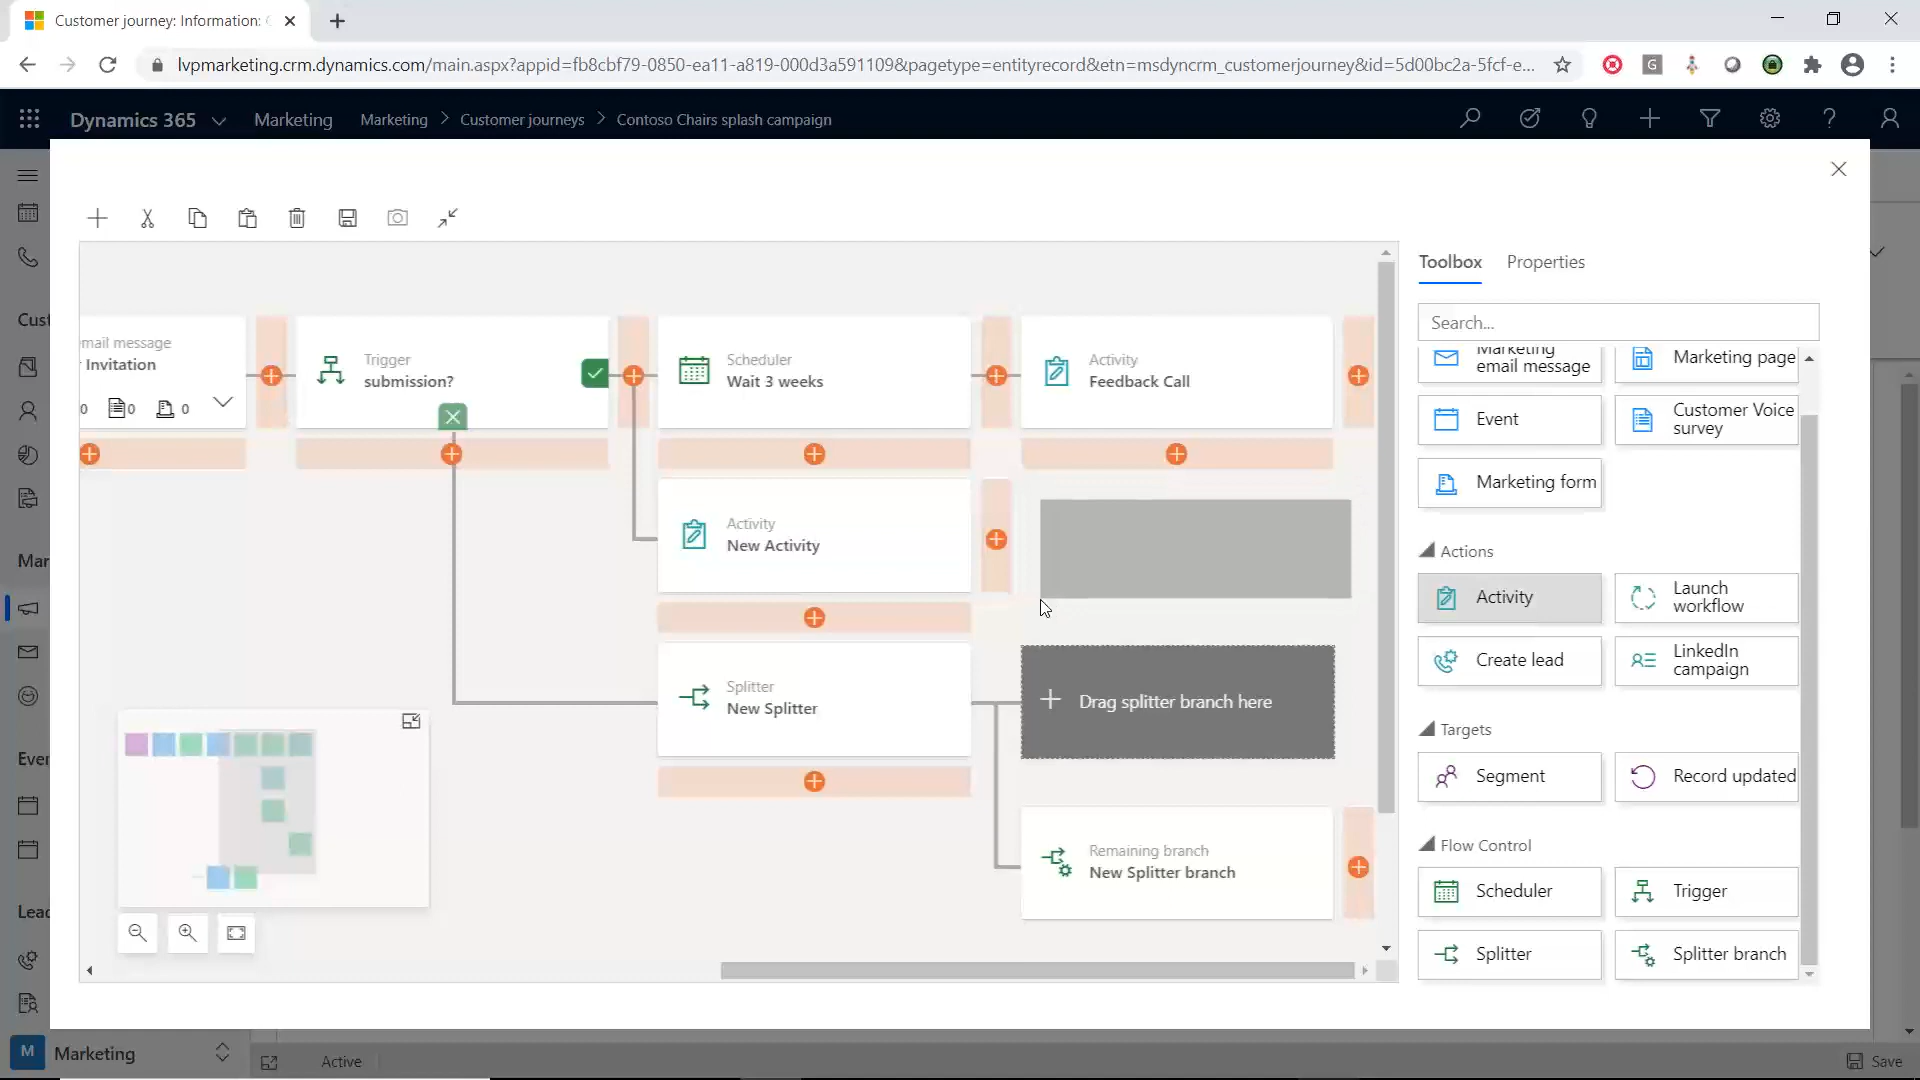 Customer journey: Information:
lvpmarketing.crm.dynamics.com/main.aspx?appid=fb8cbf79-0850-ea11-a819-000d3a591109&pagetype=entityrecord&etn=msdyncrm_customerjourney&id=5d00bc2a-5fcf-e...
G
Dynamics 365
Marketing
Marketing > Customer journeys > Contoso Chairs splash campaign
Cust
Mar
Ever
Lead
M
Marketing
Active
Save
Toolbox
Properties
Search...
email message
Invitation
0
0
0
Trigger
submission?
Scheduler
Wait 3 weeks
Activity
Feedback Call
Activity
New Activity
Splitter
New Splitter
Drag splitter branch here
Remaining branch
New Splitter branch
Marketing
email message
Marketing page
Event
Customer Voice
survey
Marketing form
Actions
Activity
Launch
workflow
Create lead
LinkedIn
campaign
Targets
Segment
Record updated
Flow Control
Scheduler
Trigger
Splitter
Splitter branch